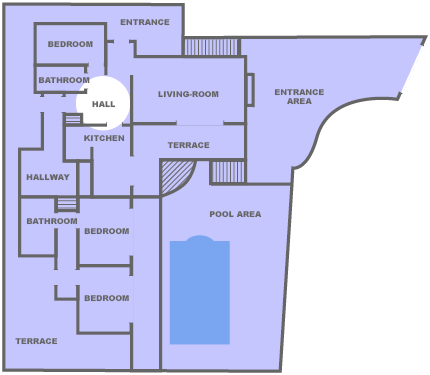 ENTRANCE
BEDROOM
BATHROOM
HALL
LIVING-ROOM
ENTRANCE
AREA
KITCHEN
TERRACE
HALLWAY
BATHROOM
BEDROOM
POOL AREA
BEDROOM
TERRACE